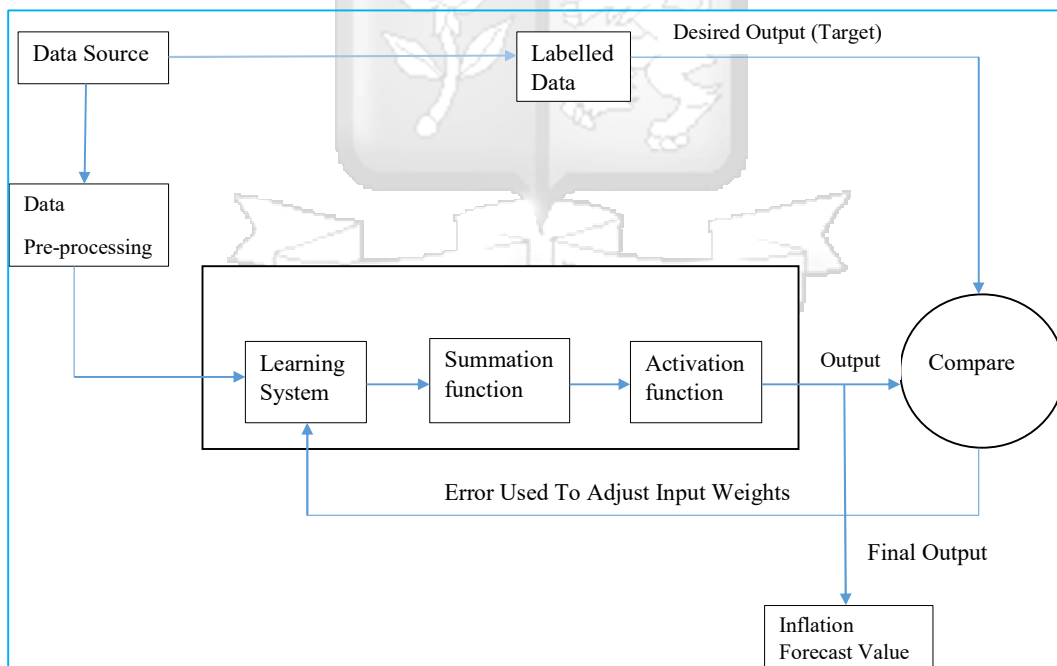 Data Source
Labelled
Data
Desired Output (Target)
Data
Pre-processing
Learning
System
Summation
function
Activation
function
Output
Compare
Error Used To Adjust Input Weights
Final Output
Inflation
Forecast Value